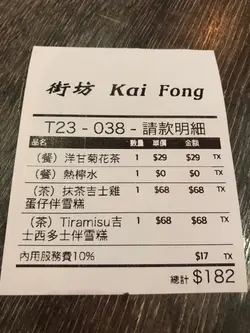 街坊 Kai Fong
T23 - 038 - 請款明細
品名 數量 單價 金額
（餐）洋甘菊花茶 1 $29 $29 TX
（餐）熱檸水 1 $0 $0 TX
（茶）抹茶吉士雞 1 $68 $68 TX
蛋仔伴雪糕
（茶）Tiramisu吉 1 $68 $68 TX
士西多士伴雪糕
內用服務費10% $17 TX
總計 $182